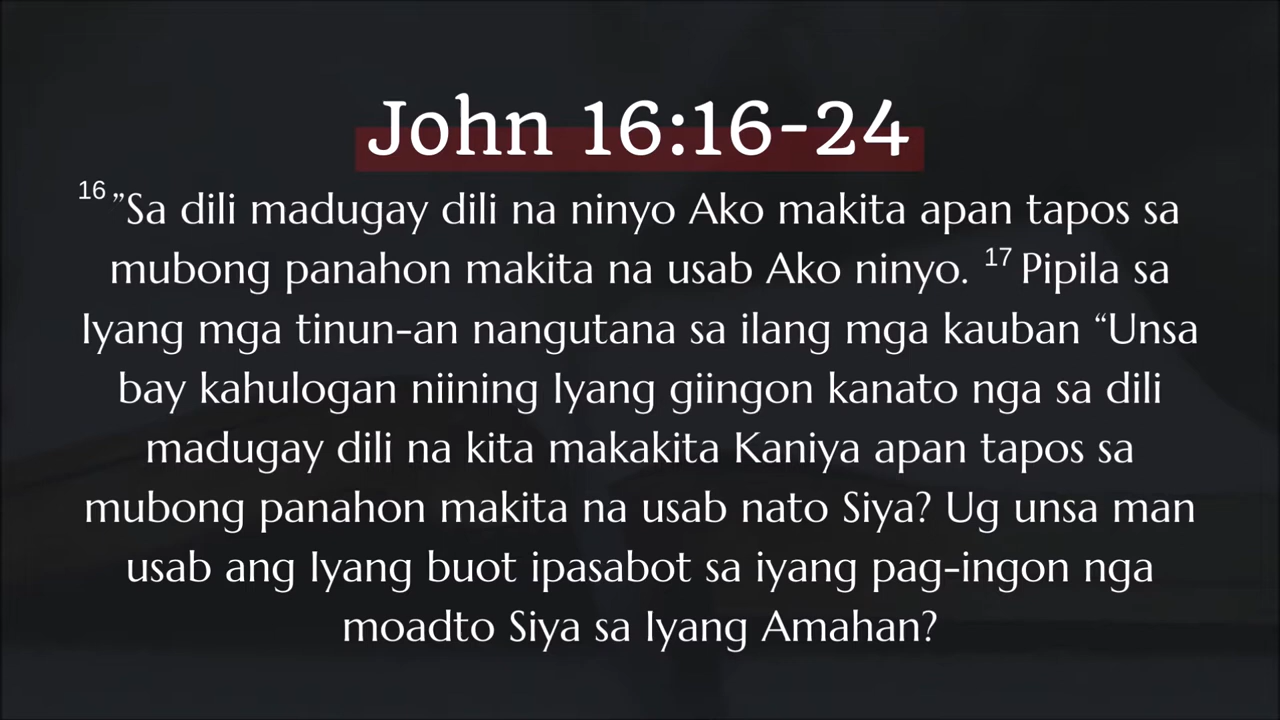 John 16:16-24
16 ”Sa dili madugay dili na ninyo Ako makita apan tapos sa
mubong panahon makita na usab Ako ninyo. 17 Pipila sa
Iyang mga tinun-an nangutana sa ilang mga kauban “Unsa
bay kahulogan niining Iyang giingon kanato nga sa dili
madugay dili na kita makakita Kaniya apan tapos sa
mubong panahon makita na usab nato Siya? Ug unsa man
usab ang Iyang buot ipasabot sa iyang pag-ingon nga
moadto Siya sa Iyang Amahan?